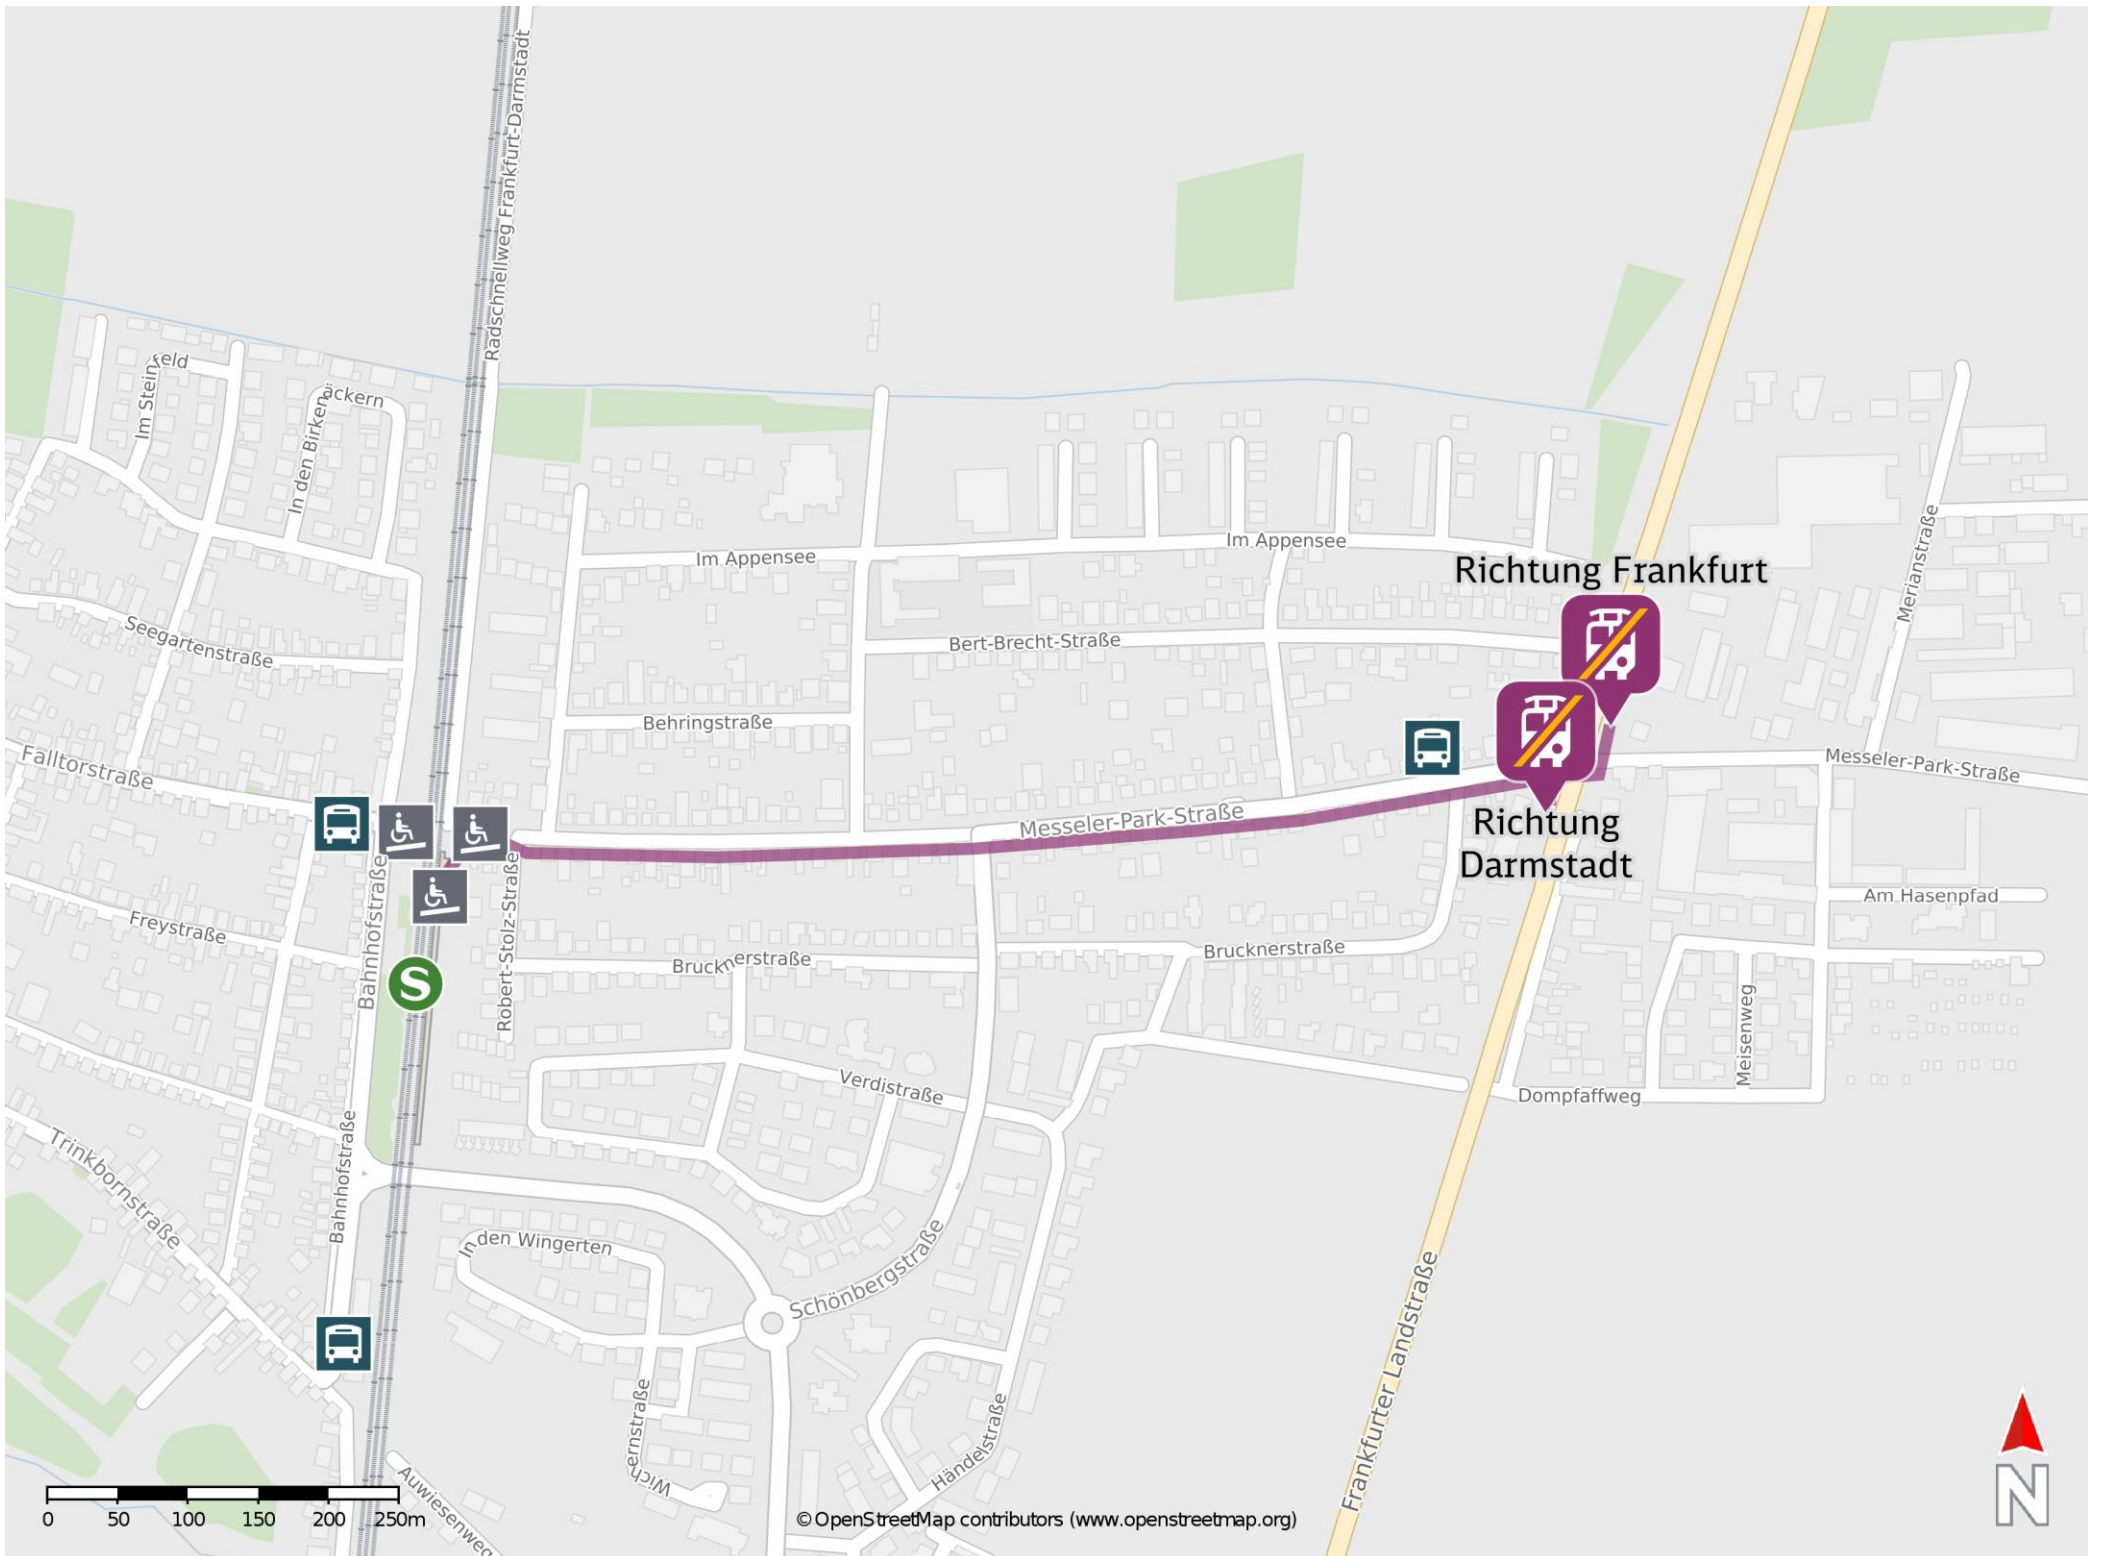 Radschnellweg Frankfurt-Darmstadt
Im Steinfeld
In den Birkenäckern
Im Appensee
Im Appensee
Richtung Frankfurt
Merianstraße
Seegartenstraße
Bert-Brecht-Straße
Behringstraße
Falltorstraße
Messeler-Park-Straße
Messeler-Park-Straße
Richtung
Darmstadt
Bahnhofstraße
Robert-Stolz-Straße
Freystraße
Am Hasenpfad
Brucknerstraße
Brucknerstraße
S
Meisenweg
Verdistraße
Dompfaffweg
Trinkbornstraße
Bahnhofstraße
In den Wingerten
Schönbergstraße
Frankfurter Landstraße
Wichernstraße
Händelstraße
Auwiesenweg
N
0 50 100 150 200 250m
© OpenStreetMap contributors (www.openstreetmap.org)